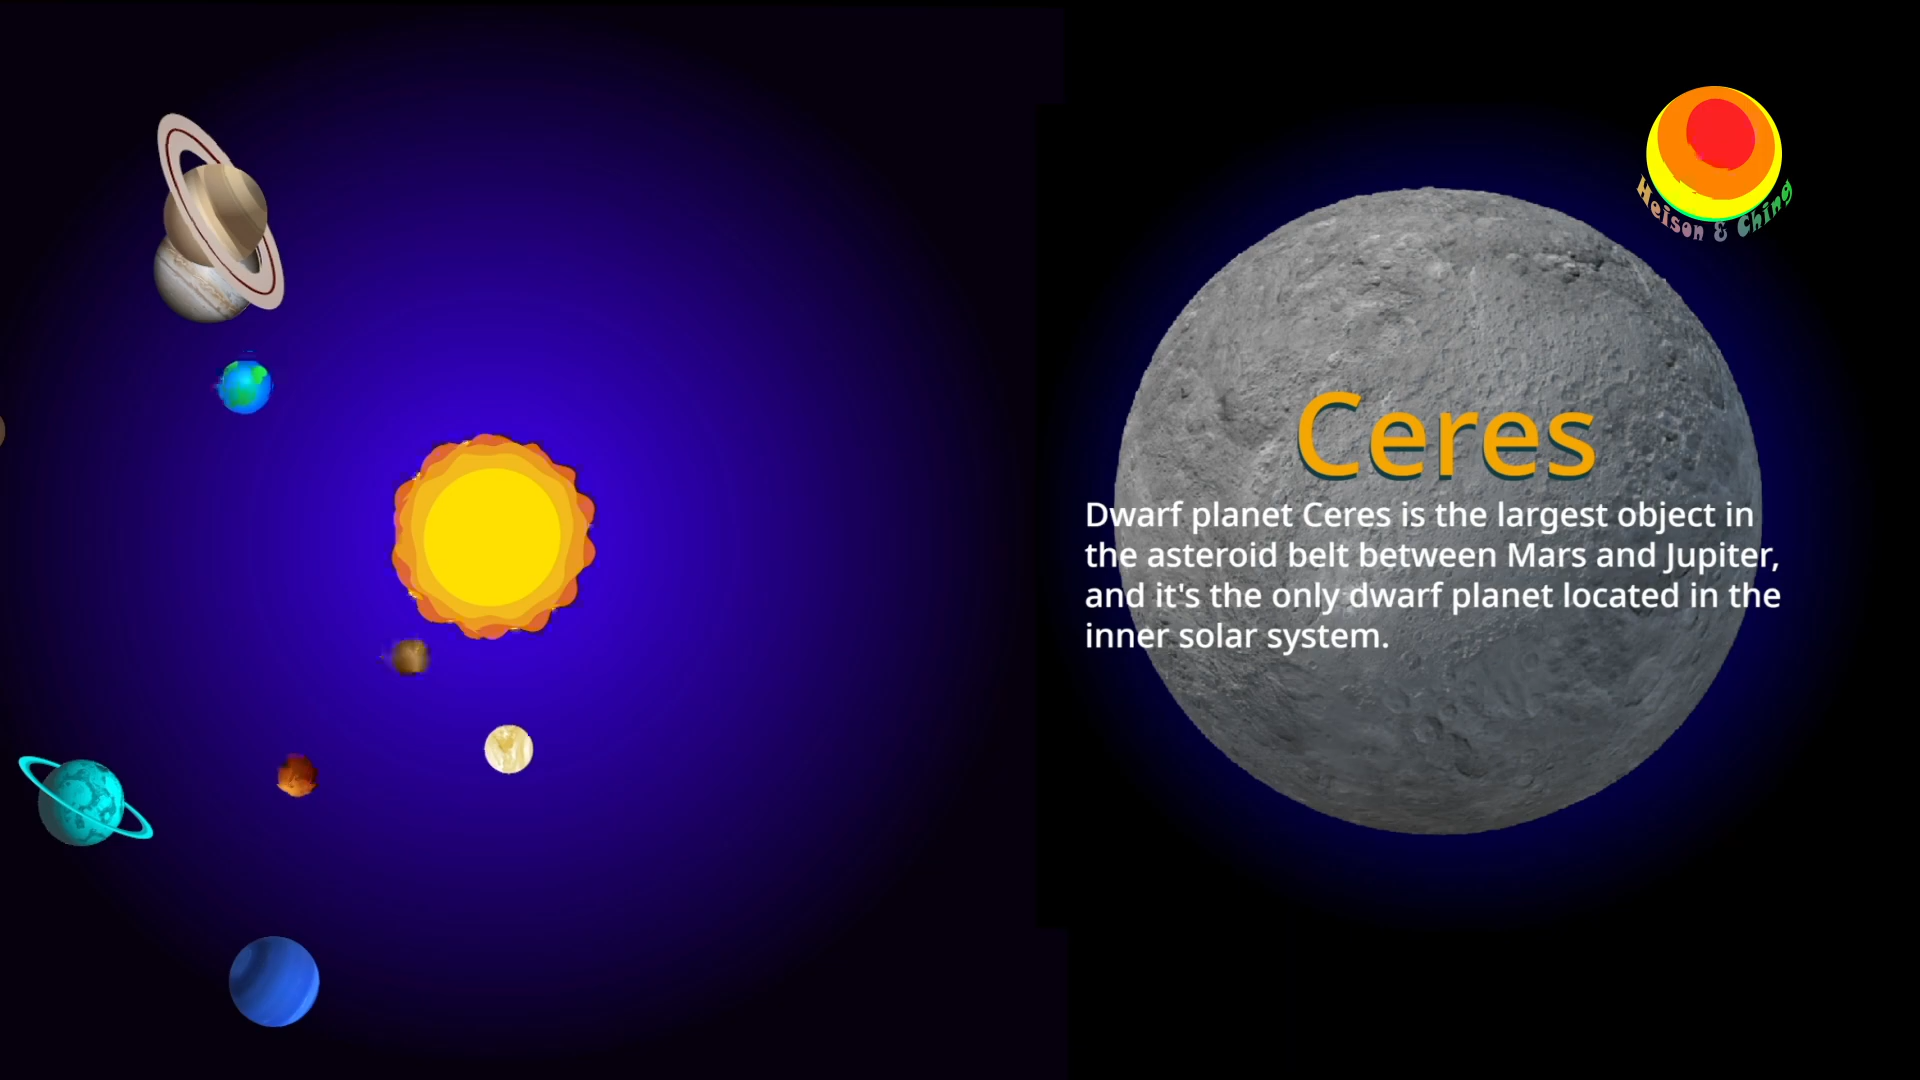 Heison & Ching
Ceres
Dwarf planet Ceres is the largest object in
the asteroid belt between Mars and Jupiter,
and it's the only dwarf planet located in the
inner solar system.